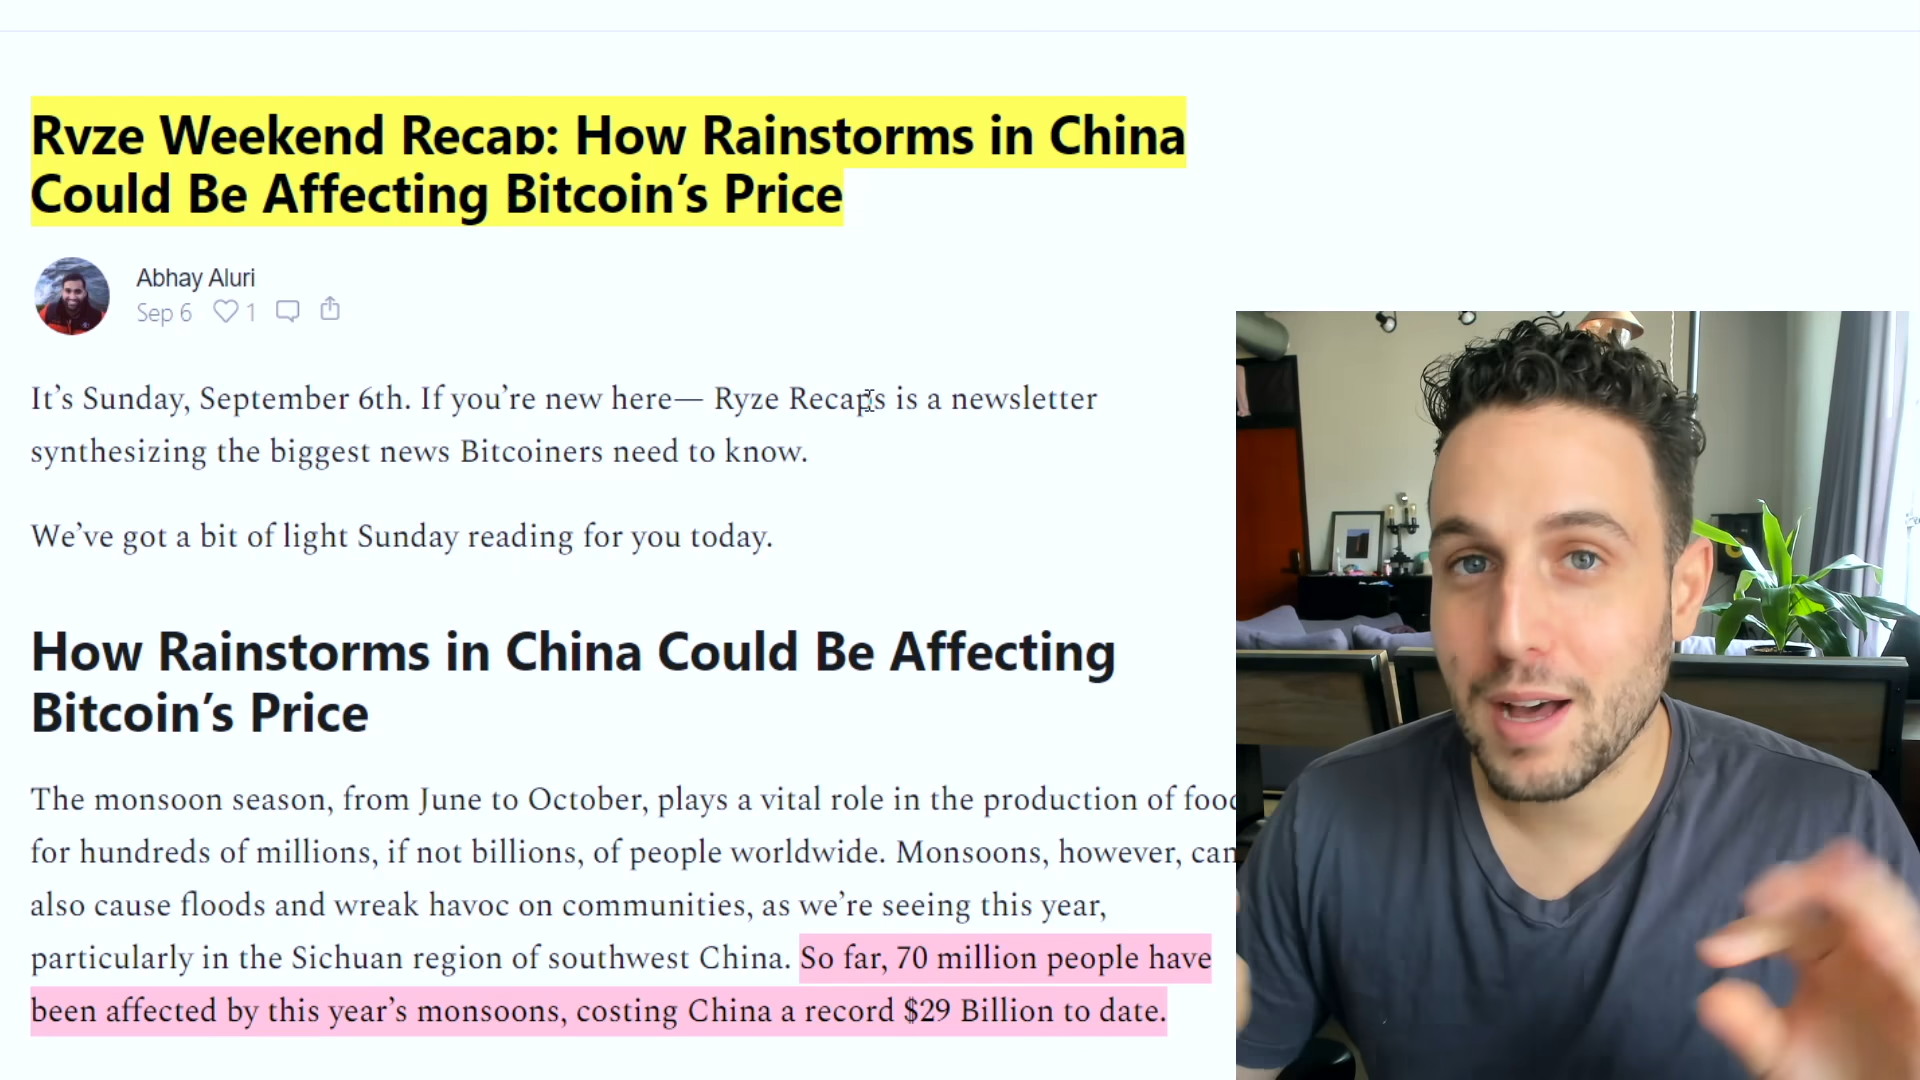 Ryze Weekend Recap: How Rainstorms in China
Could Be Affecting Bitcoin’s Price
Abhay Aluri
Sep 6 1
It’s Sunday, September 6th. If you’re new here— Ryze Recaps is a newsletter
synthesizing the biggest news Bitcoiners need to know.
We’ve got a bit of light Sunday reading for you today.
How Rainstorms in China Could Be Affecting
Bitcoin’s Price
The monsoon season, from June to October, plays a vital role in the production of food
for hundreds of millions, if not billions, of people worldwide. Monsoons, however, can
also cause floods and wreak havoc on communities, as we’re seeing this year,
particularly in the Sichuan region of southwest China. So far, 70 million people have
been affected by this year’s monsoons, costing China a record $29 Billion to date.